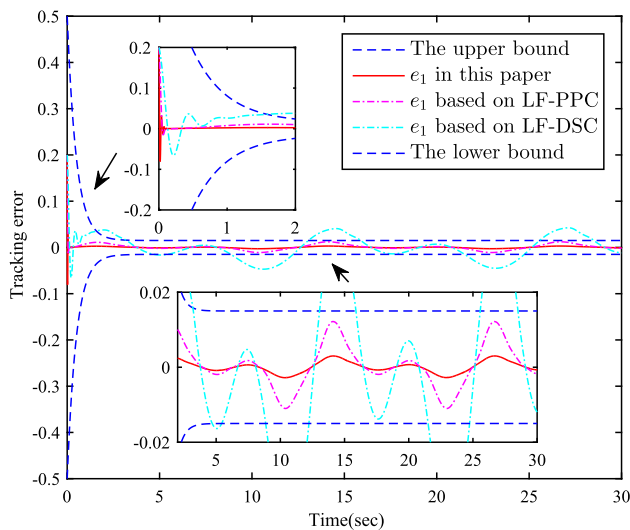 Tracking error
0.5
0.4
0.3
0.2
0.1
0
-0.1
-0.2
-0.3
-0.4
-0.5
0 5 10 15 20 25 30
Time(sec)
The upper bound
e₁ in this paper
e₁ based on LF-PPC
e₁ based on LF-DSC
The lower bound
0.2
0.1
0
-0.1
-0.2
0 1 2
0.02
0
-0.02
5 10 15 20 25 30